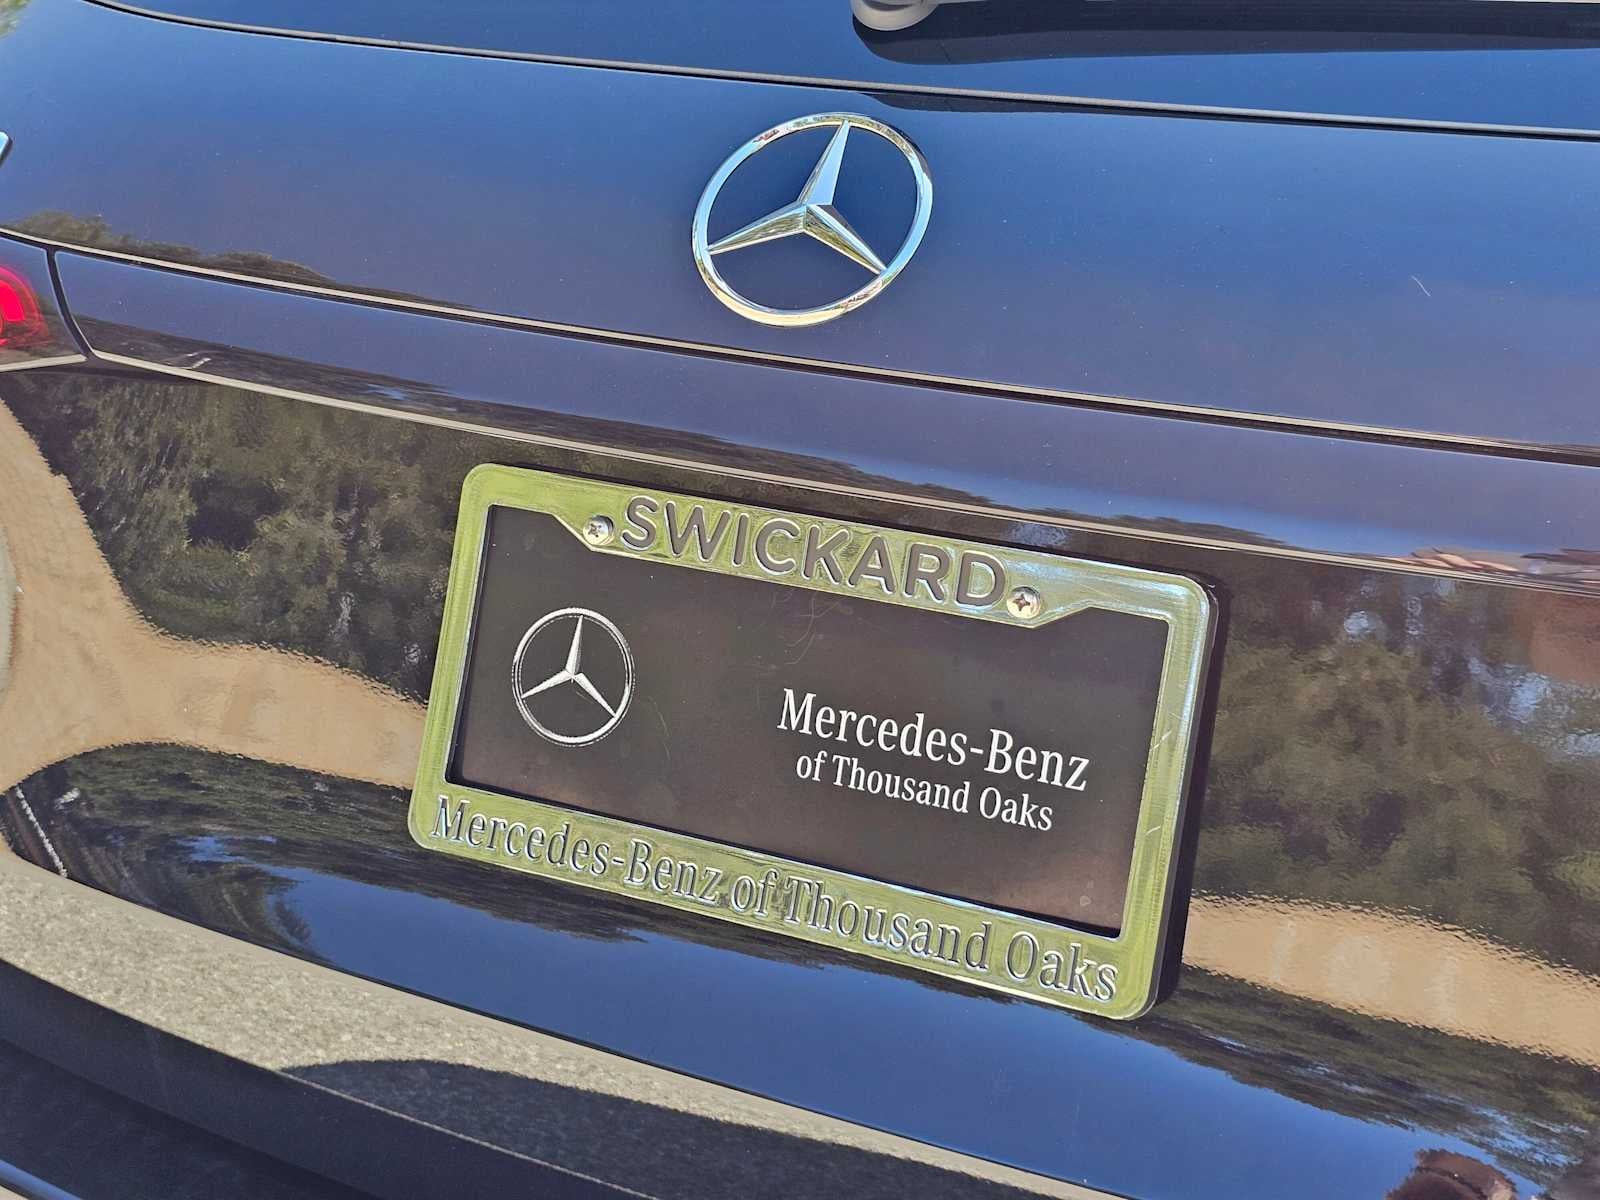 SWICKARD
Mercedes-Benz
of Thousand Oaks
Mercedes-Benz of Thousand Oaks